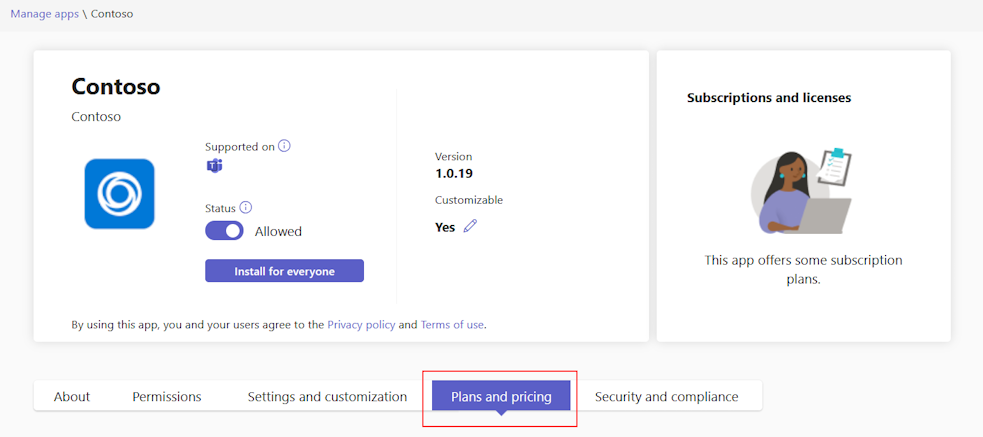 Manage apps \ Contoso
Contoso
Contoso
Supported on
Status
Allowed
Install for everyone
Version
1.0.19
Customizable
Yes
By using this app, you and your users agree to the Privacy policy and Terms of use.
Subscriptions and licenses
This app offers some subscription
plans.
About Permissions Settings and customization Plans and pricing Security and compliance